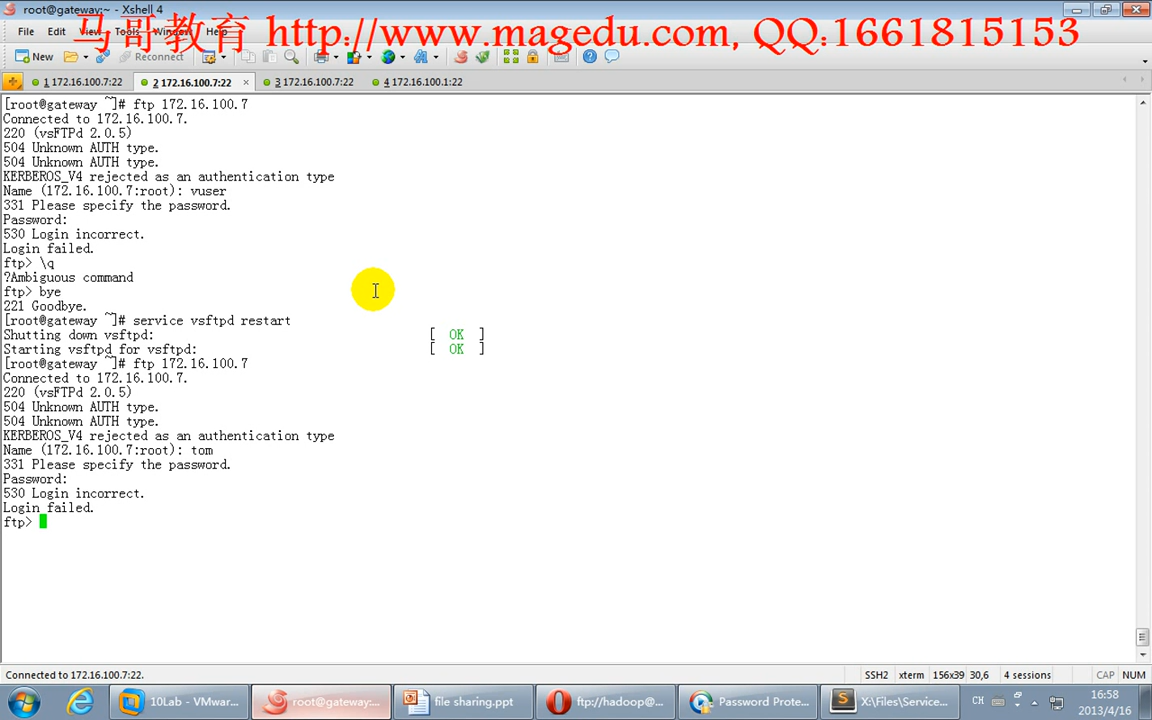 root@gateway:~ - Xshell 4
马哥教育 http://www.magedu.com, QQ:1661815153
File Edit View Tools Window Help
New Reconnect
1 172.16.100.7:22 2 172.16.100.7:22 × 3 172.16.100.7:22 4 172.16.100.1:22
[root@gateway ~]# ftp 172.16.100.7
Connected to 172.16.100.7.
220 (vsFTPd 2.0.5)
504 Unknown AUTH type.
504 Unknown AUTH type.
KERBEROS_V4 rejected as an authentication type
Name (172.16.100.7:root): vuser
331 Please specify the password.
Password:
530 Login incorrect.
Login failed.
ftp> \q
?Ambiguous command
ftp> bye
221 Goodbye.
[root@gateway ~]# service vsftpd restart
Shutting down vsftpd: [ OK ]
Starting vsftpd for vsftpd: [ OK ]
[root@gateway ~]# ftp 172.16.100.7
Connected to 172.16.100.7.
220 (vsFTPd 2.0.5)
504 Unknown AUTH type.
504 Unknown AUTH type.
KERBEROS_V4 rejected as an authentication type
Name (172.16.100.7:root): tom
331 Please specify the password.
Password:
530 Login incorrect.
Login failed.
ftp>
Connected to 172.16.100.7:22. SSH2 xterm 156x39 30,6 4 sessions CAP NUM
10Lab - VMwar... root@gateway:... file sharing.ppt ftp://hadoop@... Password Prote... X:\Files\Service... CH 16:58
2013/4/16